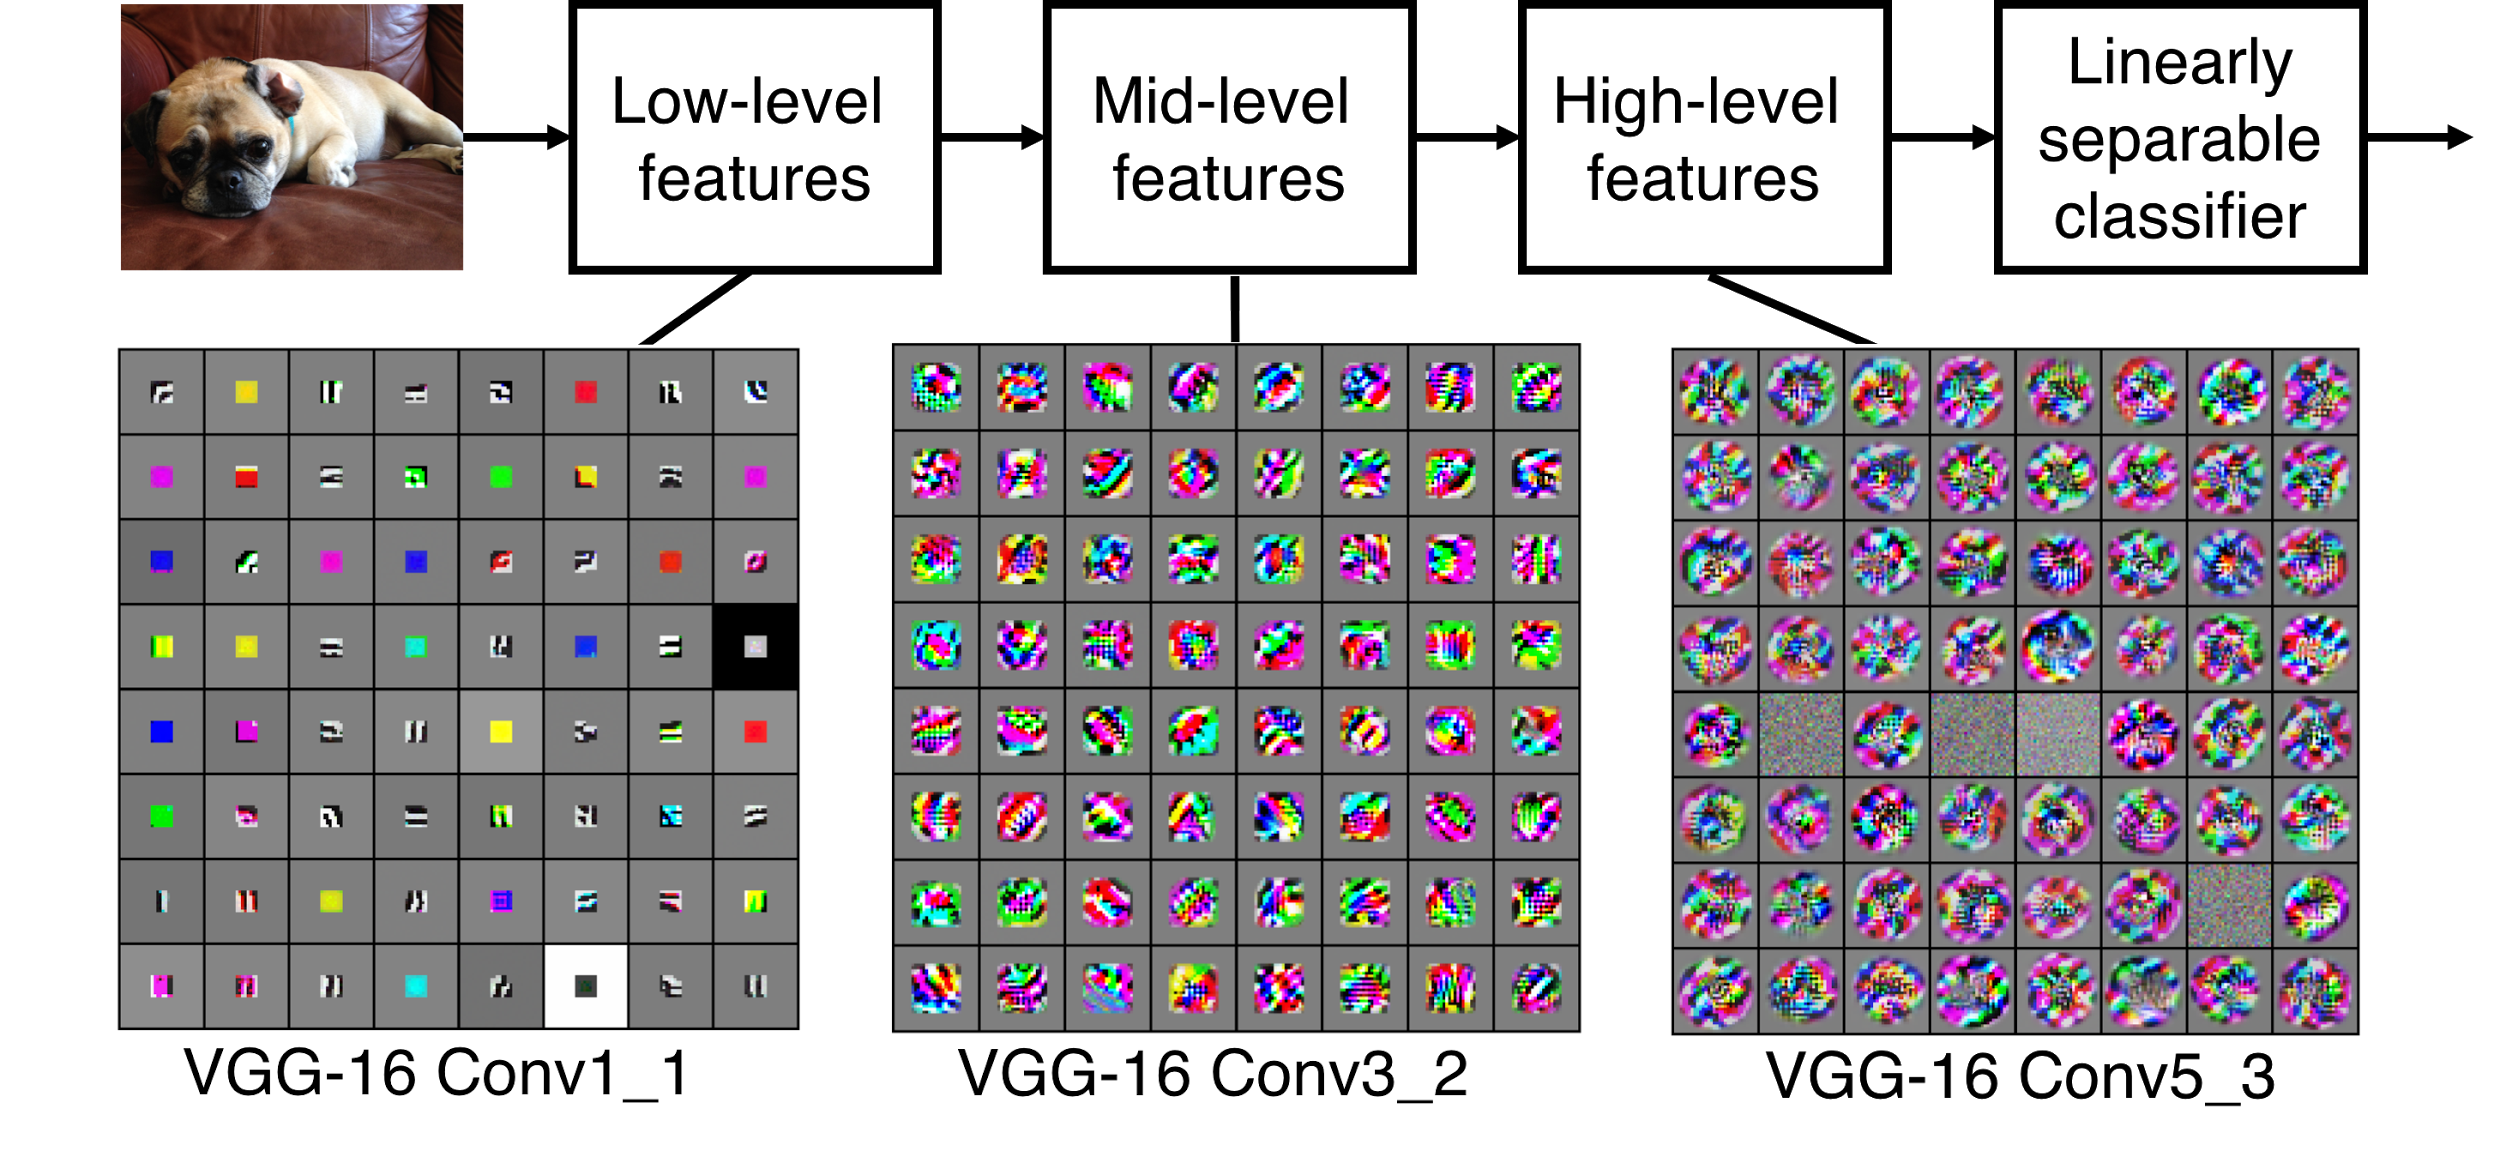 Low-level
features
Mid-level
features
High-level
features
Linearly
separable
classifier
VGG-16 Conv1_1
VGG-16 Conv3_2
VGG-16 Conv5_3